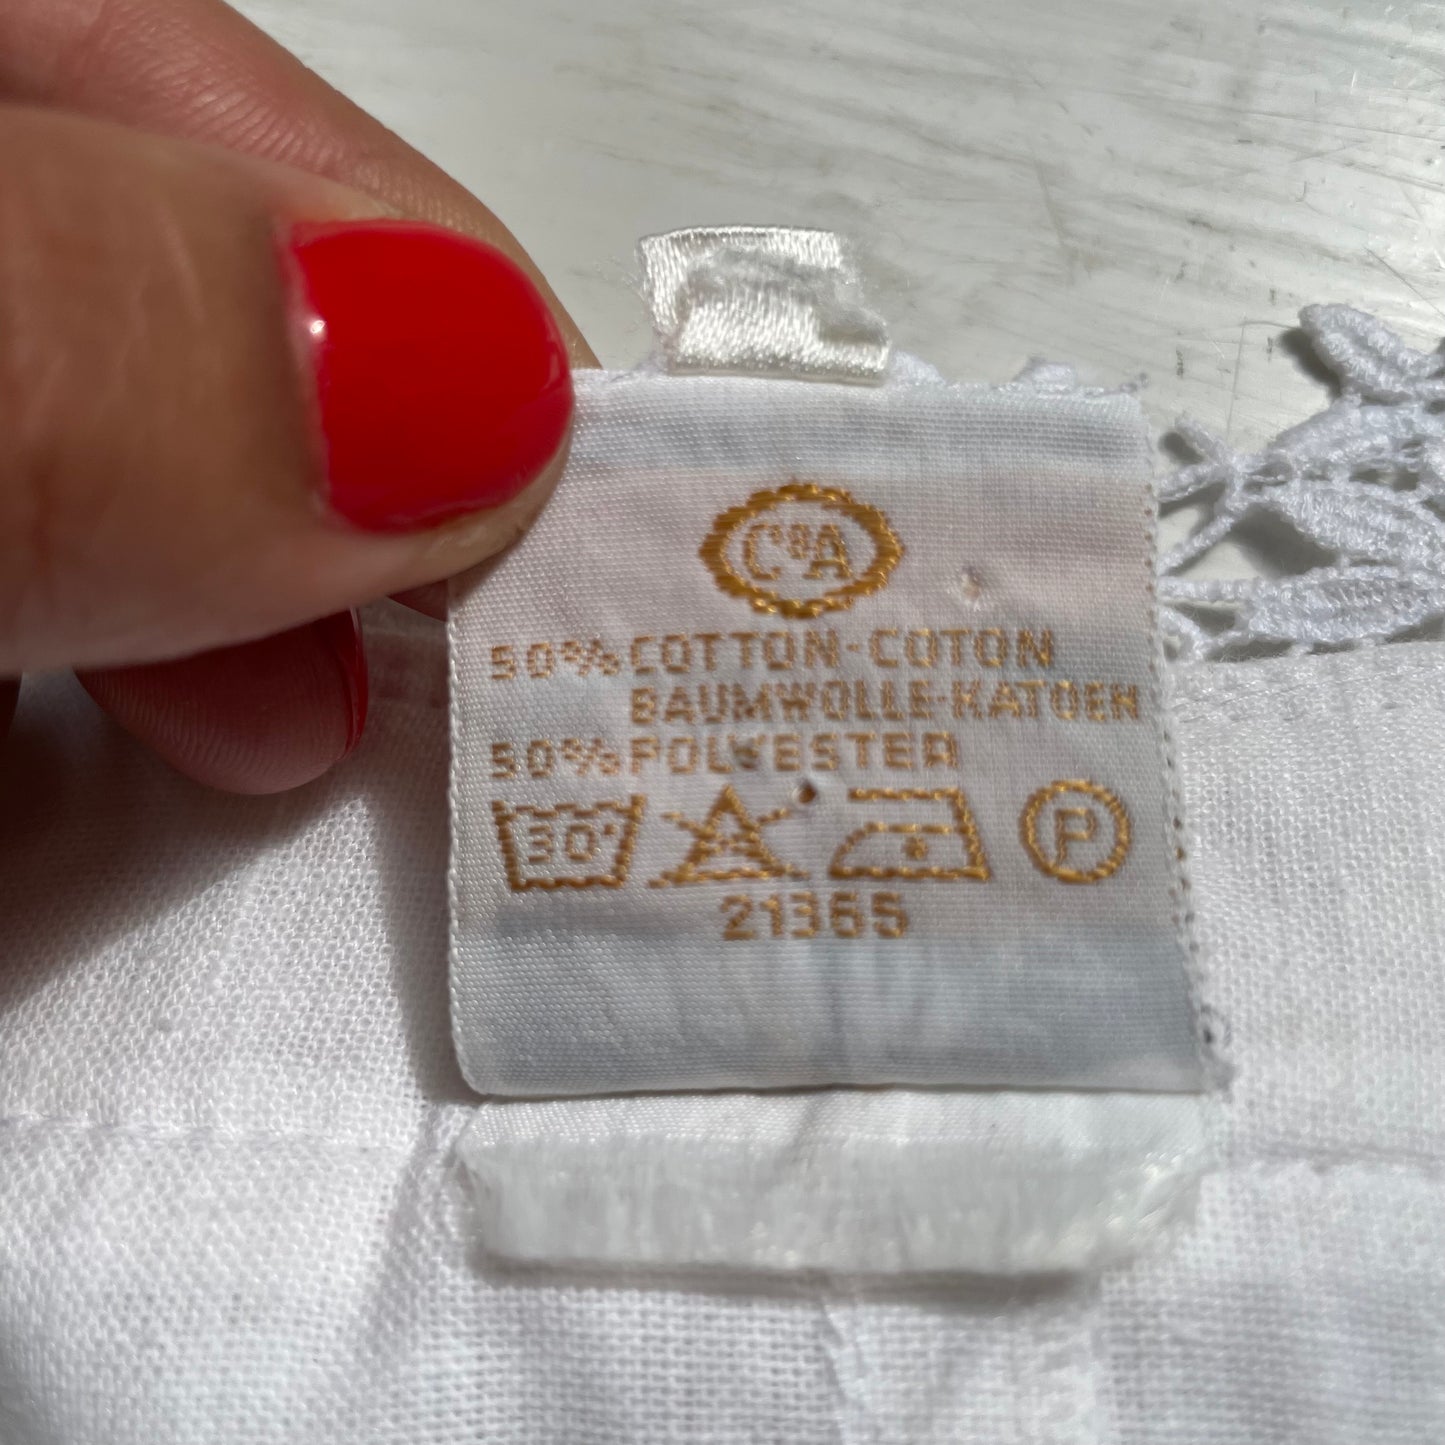 C&A
50% COTTON-COTON
BAUMWOLLE-KATOEN
50% POLYESTER
30°
P
21365